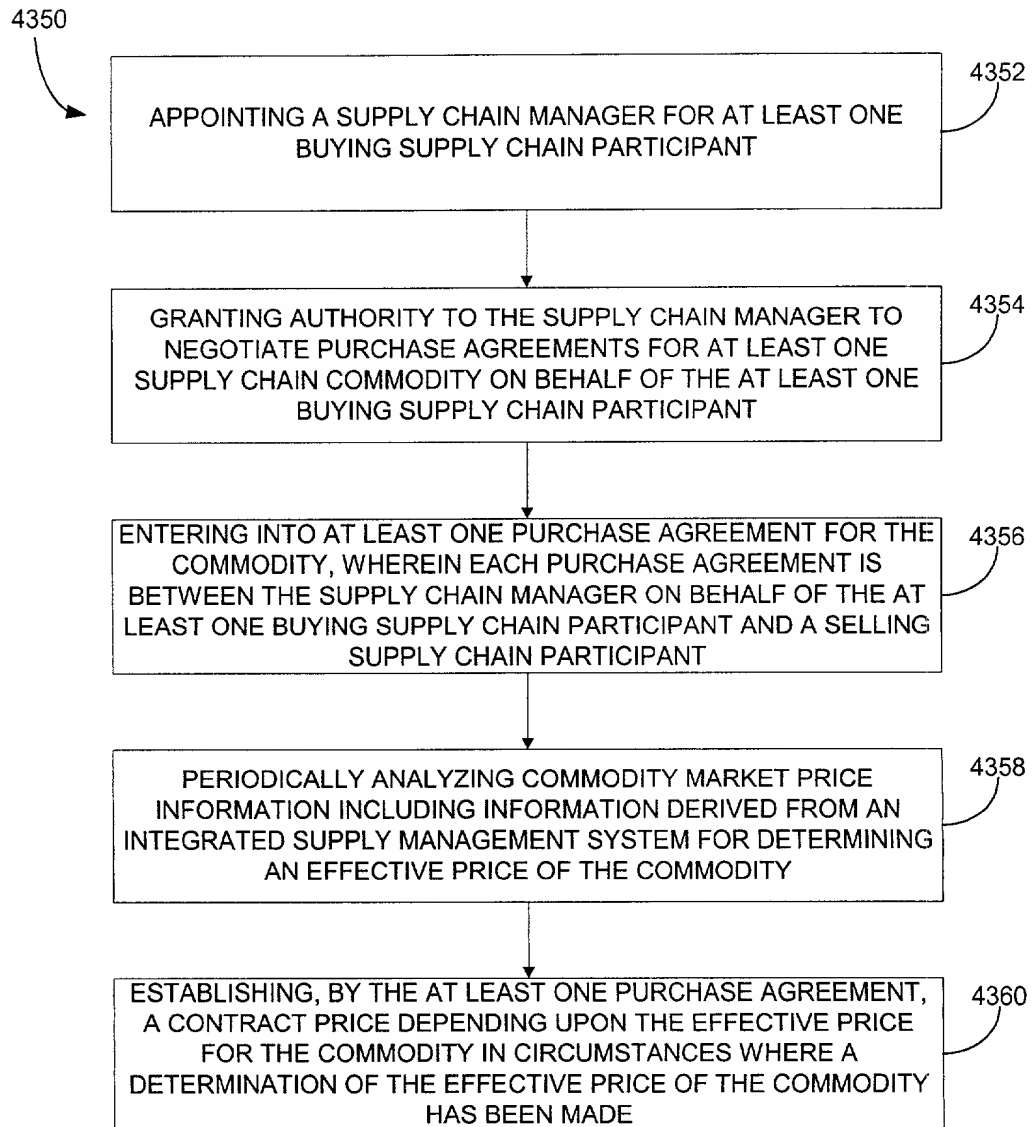 4350
APPOINTING A SUPPLY CHAIN MANAGER FOR AT LEAST ONE
BUYING SUPPLY CHAIN PARTICIPANT
4352
GRANTING AUTHORITY TO THE SUPPLY CHAIN MANAGER TO
NEGOTIATE PURCHASE AGREEMENTS FOR AT LEAST ONE
SUPPLY CHAIN COMMODITY ON BEHALF OF THE AT LEAST ONE
BUYING SUPPLY CHAIN PARTICIPANT
4354
ENTERING INTO AT LEAST ONE PURCHASE AGREEMENT FOR THE
COMMODITY, WHEREIN EACH PURCHASE AGREEMENT IS
BETWEEN THE SUPPLY CHAIN MANAGER ON BEHALF OF THE AT
LEAST ONE BUYING SUPPLY CHAIN PARTICIPANT AND A SELLING
SUPPLY CHAIN PARTICIPANT
4356
PERIODICALLY ANALYZING COMMODITY MARKET PRICE
INFORMATION INCLUDING INFORMATION DERIVED FROM AN
INTEGRATED SUPPLY MANAGEMENT SYSTEM FOR DETERMINING
AN EFFECTIVE PRICE OF THE COMMODITY
4358
ESTABLISHING, BY THE AT LEAST ONE PURCHASE AGREEMENT,
A CONTRACT PRICE DEPENDING UPON THE EFFECTIVE PRICE
FOR THE COMMODITY IN CIRCUMSTANCES WHERE A
DETERMINATION OF THE EFFECTIVE PRICE OF THE COMMODITY
HAS BEEN MADE
4360